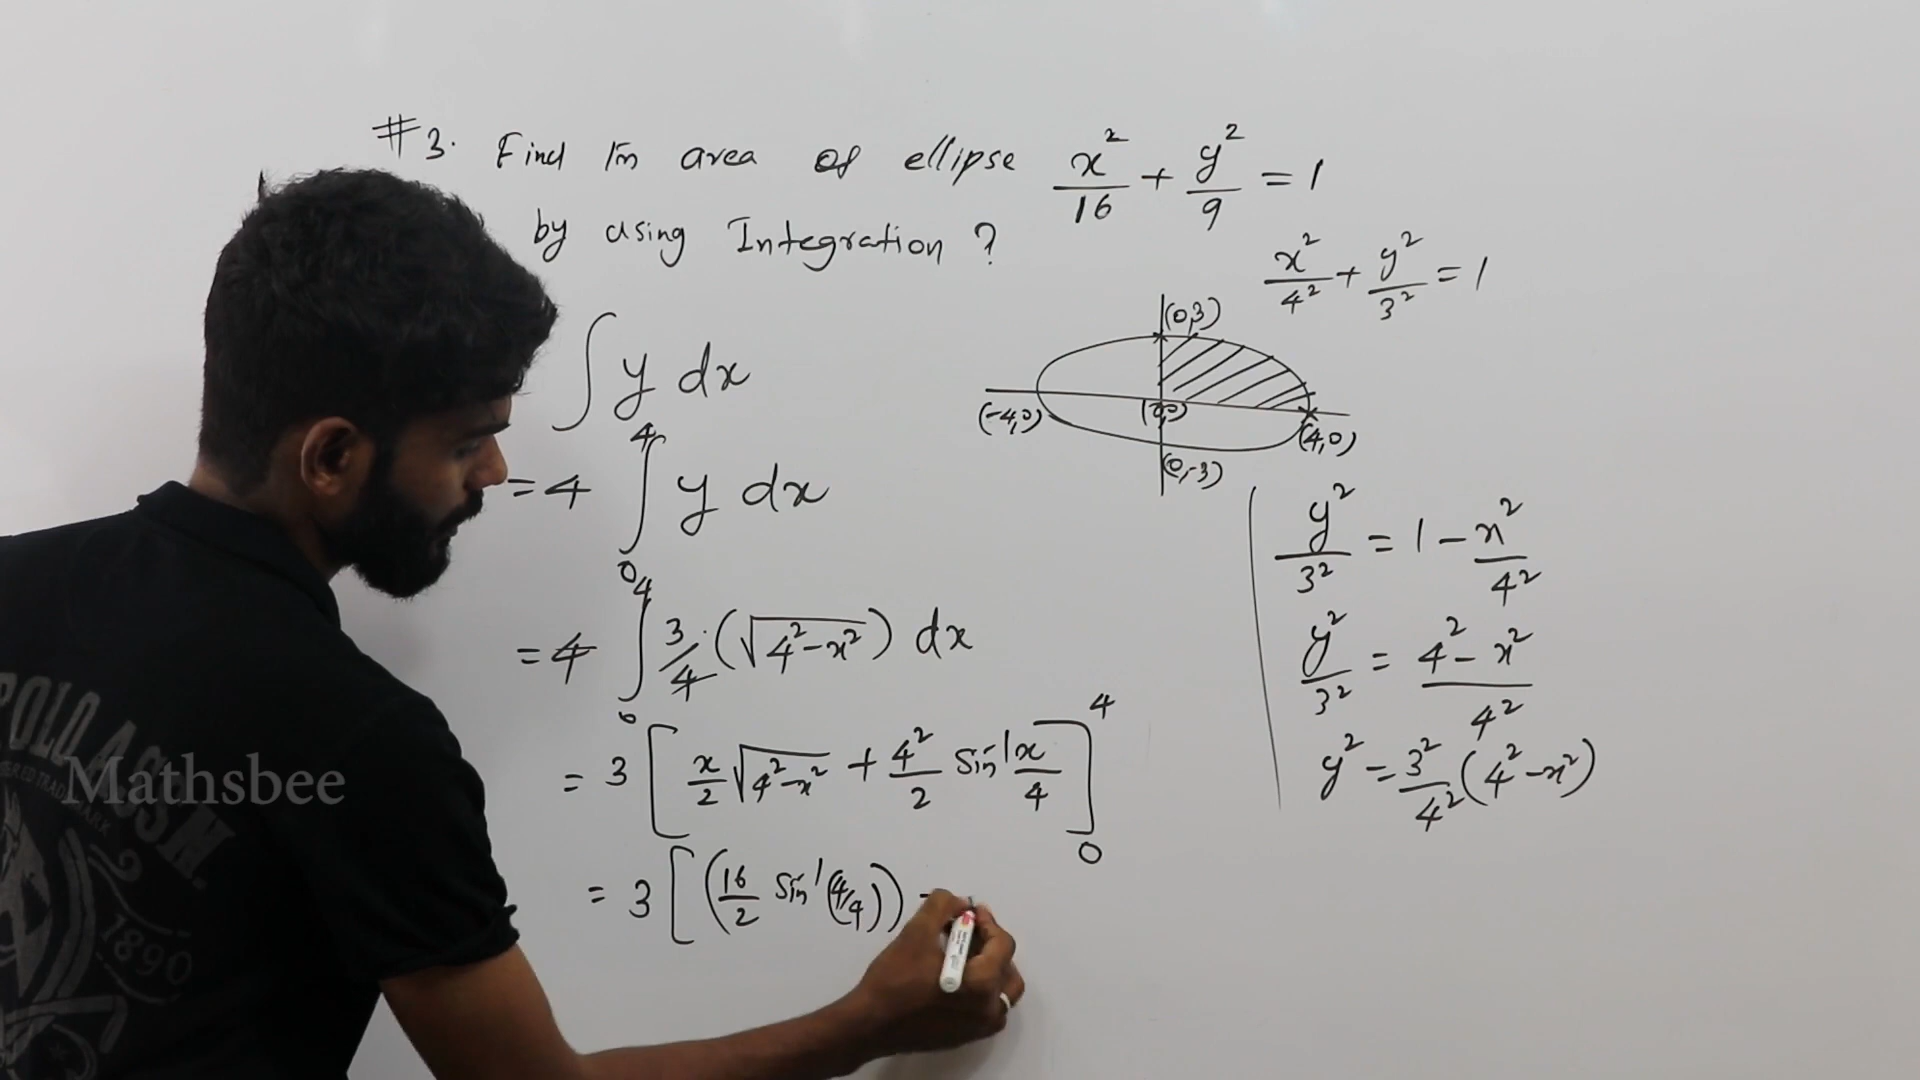 #3. Find the area of ellipse x²/16 + y²/9 = 1
by using Integration ?
x²/4² + y²/3² = 1
∫ y dx
(0,3)
(-4,0) (0,0) (4,0)
(0,-3)
= 4 ∫₀⁴ y dx
= 4 ∫₀⁴ 3/4 (√4²-x²) dx
= 3 [ x/2 √4²-x² + 4²/2 sin⁻¹ x/4 ]₀⁴
= 3 [ (16/2 sin⁻¹(4/4)) -
y²/3² = 1 - x²/4²
y²/3² = 4²-x²/4²
y² = 3²/4² (4²-x²)
POLO ASSN.
1890
Mathsbee